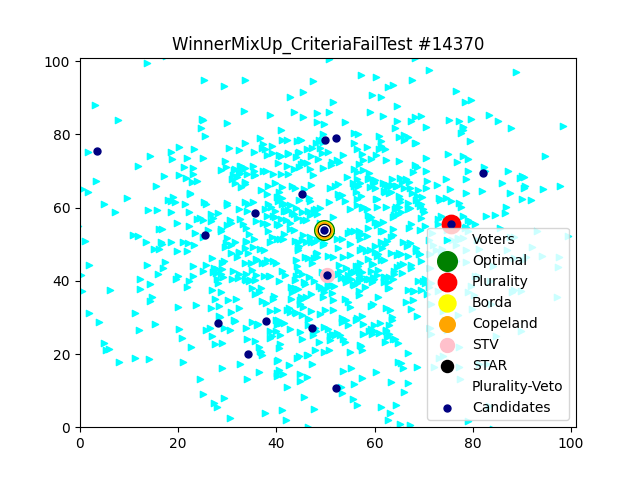 WinnerMixUp_CriteriaFailTest #14370
100
80
60
40
20
0
0
20
40
60
80
100
Voters
Optimal
Plurality
Borda
Copeland
STV
STAR
Plurality-Veto
Candidates